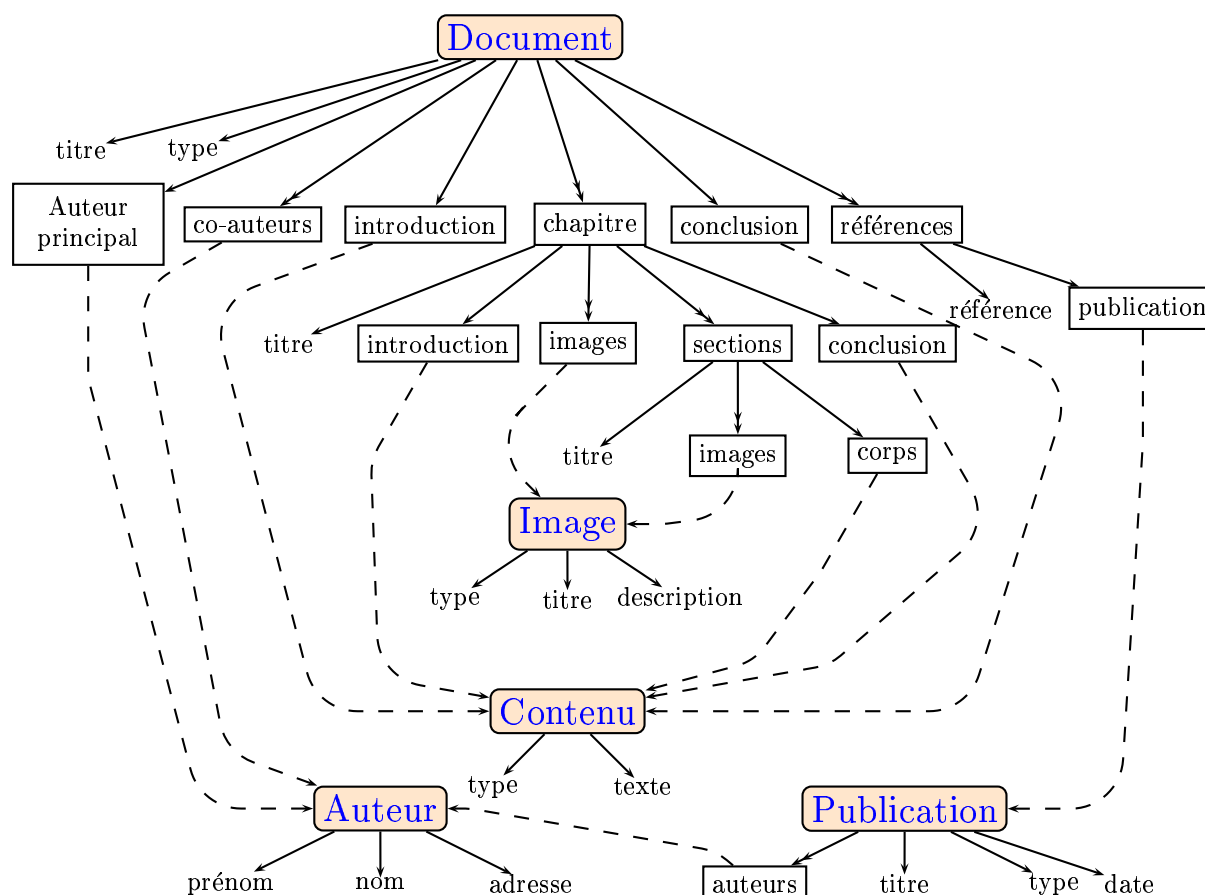 Document
titre
type
Auteur
principal
co-auteurs
introduction
chapitre
conclusion
références
titre
introduction
images
sections
conclusion
référence
publication
titre
images
corps
Image
type
titre
description
Contenu
type
texte
Auteur
Publication
prénom
nom
adresse
auteurs
titre
type
date